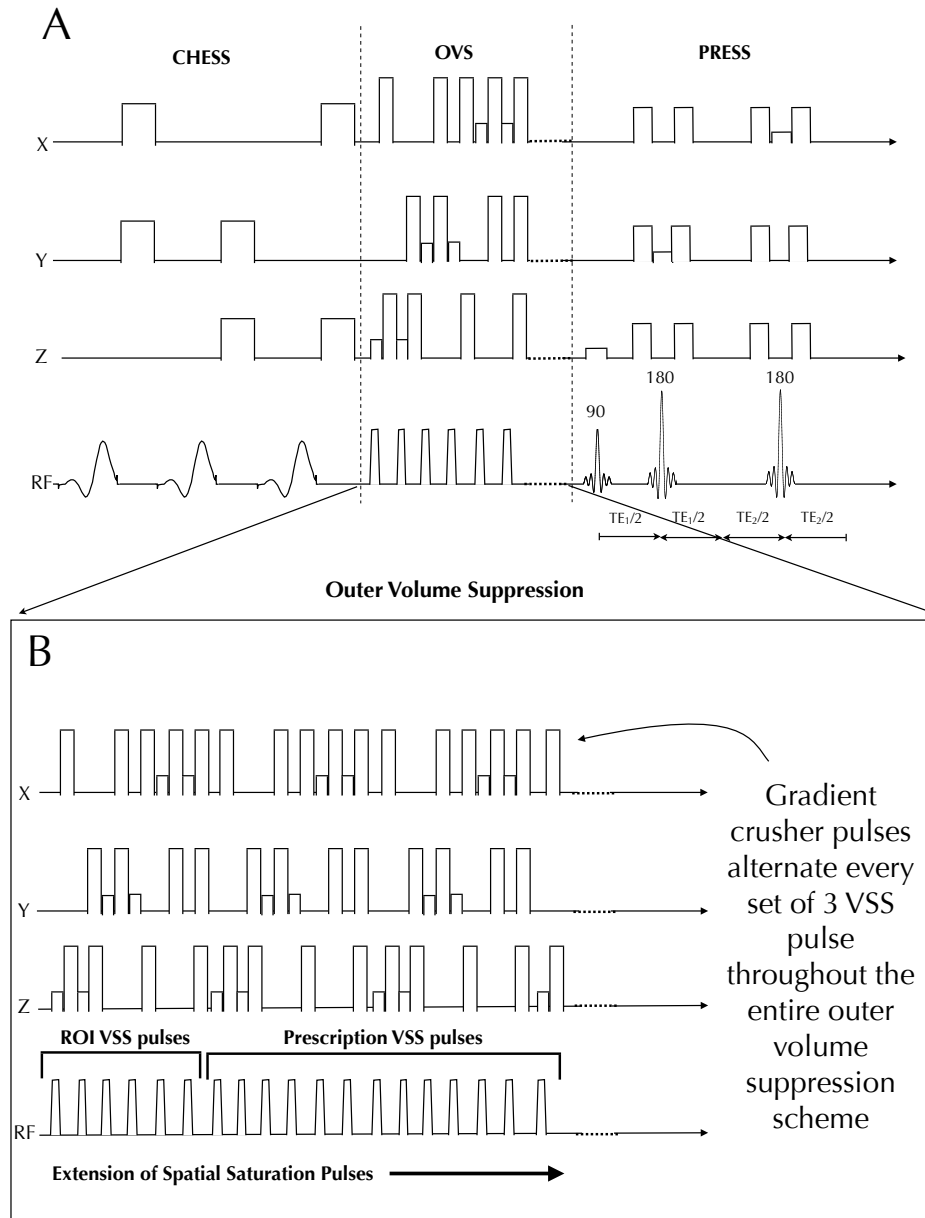 A
CHESS
OVS
PRESS
X
Y
Z
180
180
90
RF
TE₁/2
TE₁/2
TE₂/2
TE₂/2
Outer Volume Suppression
B
X
Y
Z
Gradient
crusher pulses
alternate every
set of 3 VSS
pulse
throughout the
entire outer
volume
suppression
scheme
ROI VSS pulses
Prescription VSS pulses
RF
Extension of Spatial Saturation Pulses